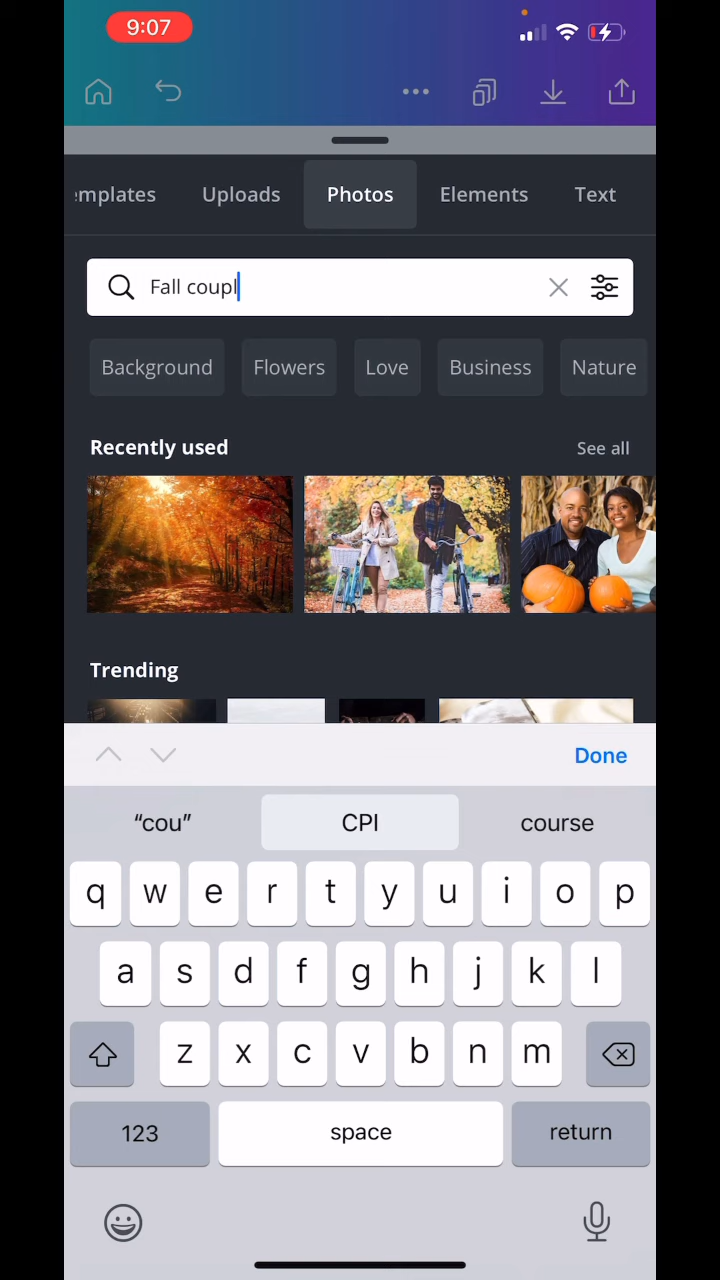 9:07
emplates Uploads Photos Elements Text
Fall coupl
Background Flowers Love Business Nature
Recently used See all
Trending
Done
“cou” CPI course
q w e r t y u i o p
a s d f g h j k l
z x c v b n m
123 space return